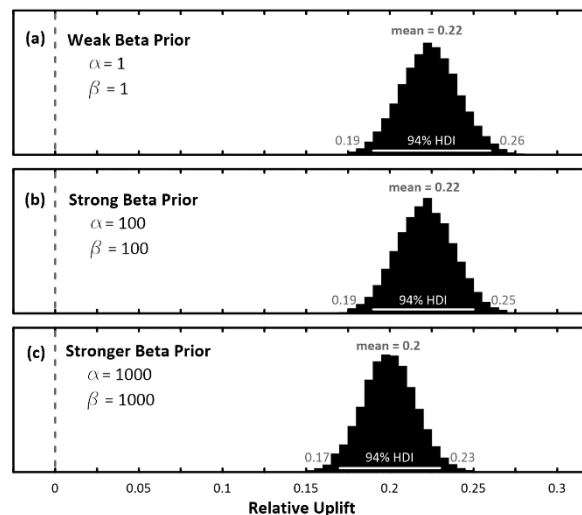 (a) Weak Beta Prior
α = 1
β = 1
mean = 0.22
0.19 94% HDI 0.26
(b) Strong Beta Prior
α = 100
β = 100
mean = 0.22
0.19 94% HDI 0.25
(c) Stronger Beta Prior
α = 1000
β = 1000
mean = 0.2
0.17 94% HDI 0.23
0 0.05 0.1 0.15 0.2 0.25 0.3
Relative Uplift